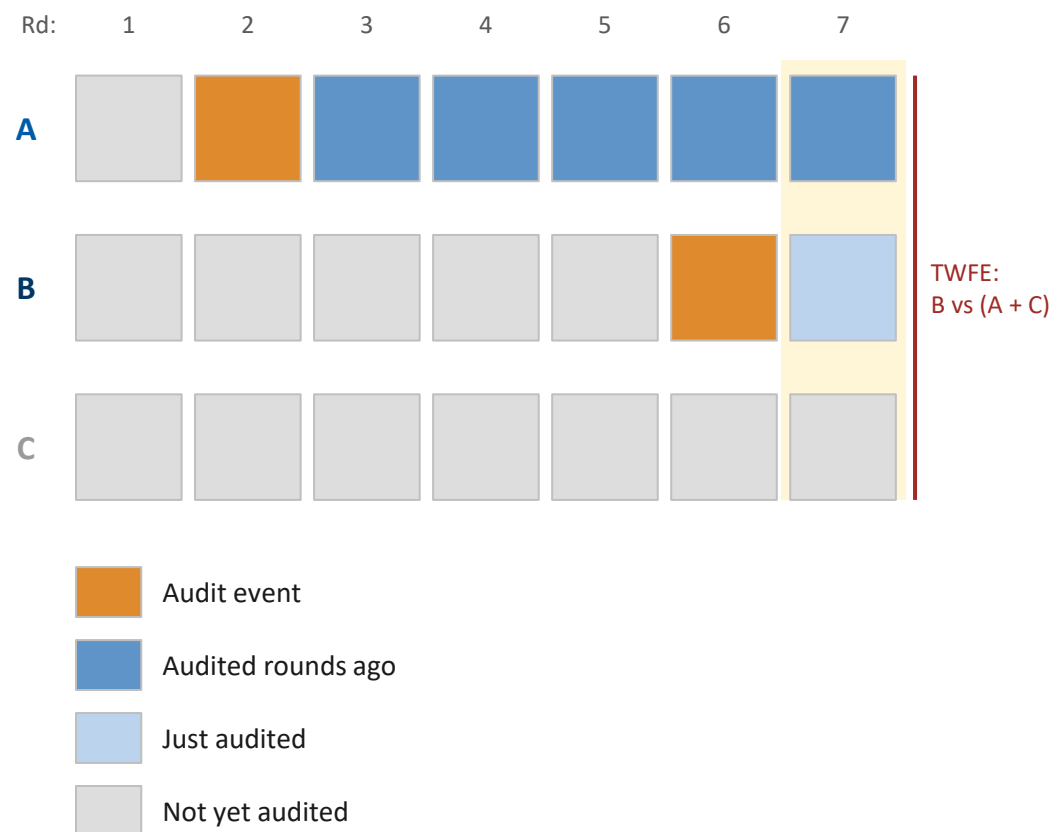 Rd: 1 2 3 4 5 6 7
A
B
TWFE:
B vs (A + C)
C
Audit event
Audited rounds ago
Just audited
Not yet audited